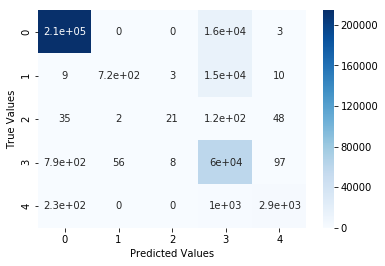 0 2.1e+05 0 0 1.6e+04 3
1 9 7.2e+02 3 1.5e+04 10
2 35 2 21 1.2e+02 48
3 7.9e+02 56 8 6e+04 97
4 2.3e+02 0 0 1e+03 2.9e+03
0 1 2 3 4
Predicted Values
True Values
200000
160000
120000
80000
40000
0